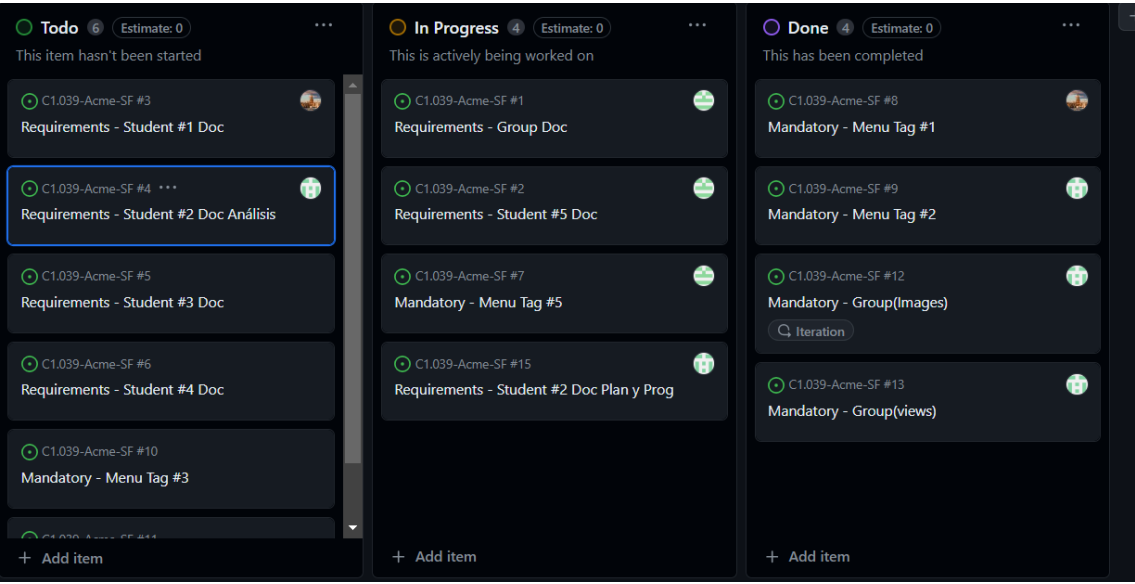 Todo 6 Estimate: 0
This item hasn't been started
C1.039-Acme-SF #3
Requirements - Student #1 Doc
C1.039-Acme-SF #4
Requirements - Student #2 Doc Análisis
C1.039-Acme-SF #5
Requirements - Student #3 Doc
C1.039-Acme-SF #6
Requirements - Student #4 Doc
C1.039-Acme-SF #10
Mandatory - Menu Tag #3
C1.039-Acme-SF #11
+ Add item
In Progress 4 Estimate: 0
This is actively being worked on
C1.039-Acme-SF #1
Requirements - Group Doc
C1.039-Acme-SF #2
Requirements - Student #5 Doc
C1.039-Acme-SF #7
Mandatory - Menu Tag #5
C1.039-Acme-SF #15
Requirements - Student #2 Doc Plan y Prog
+ Add item
Done 4 Estimate: 0
This has been completed
C1.039-Acme-SF #8
Mandatory - Menu Tag #1
C1.039-Acme-SF #9
Mandatory - Menu Tag #2
C1.039-Acme-SF #12
Mandatory - Group(Images)
Iteration
C1.039-Acme-SF #13
Mandatory - Group(views)
+ Add item